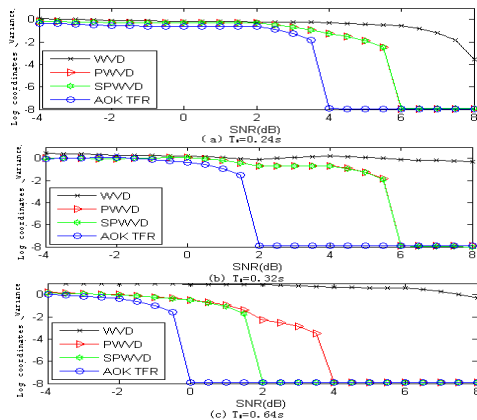 Log coordinates、Variance
0
-2
-4
-6
-8
WVD
PWVD
SPWVD
AOK TFR
-4 -2 0 2 4 6 8
SNR(dB)
(a) T₀=0.24s
Log coordinates、Variance
0
-2
-4
-6
-8
WVD
PWVD
SPWVD
AOK TFR
-4 -2 0 2 4 6 8
SNR(dB)
(b) =0.32s
Log coordinates、Variance
0
-2
-4
-6
-8
WVD
PWVD
SPWVD
AOK TFR
-4 -2 0 2 4 6 8
SNR(dB)
(c) =0.64s